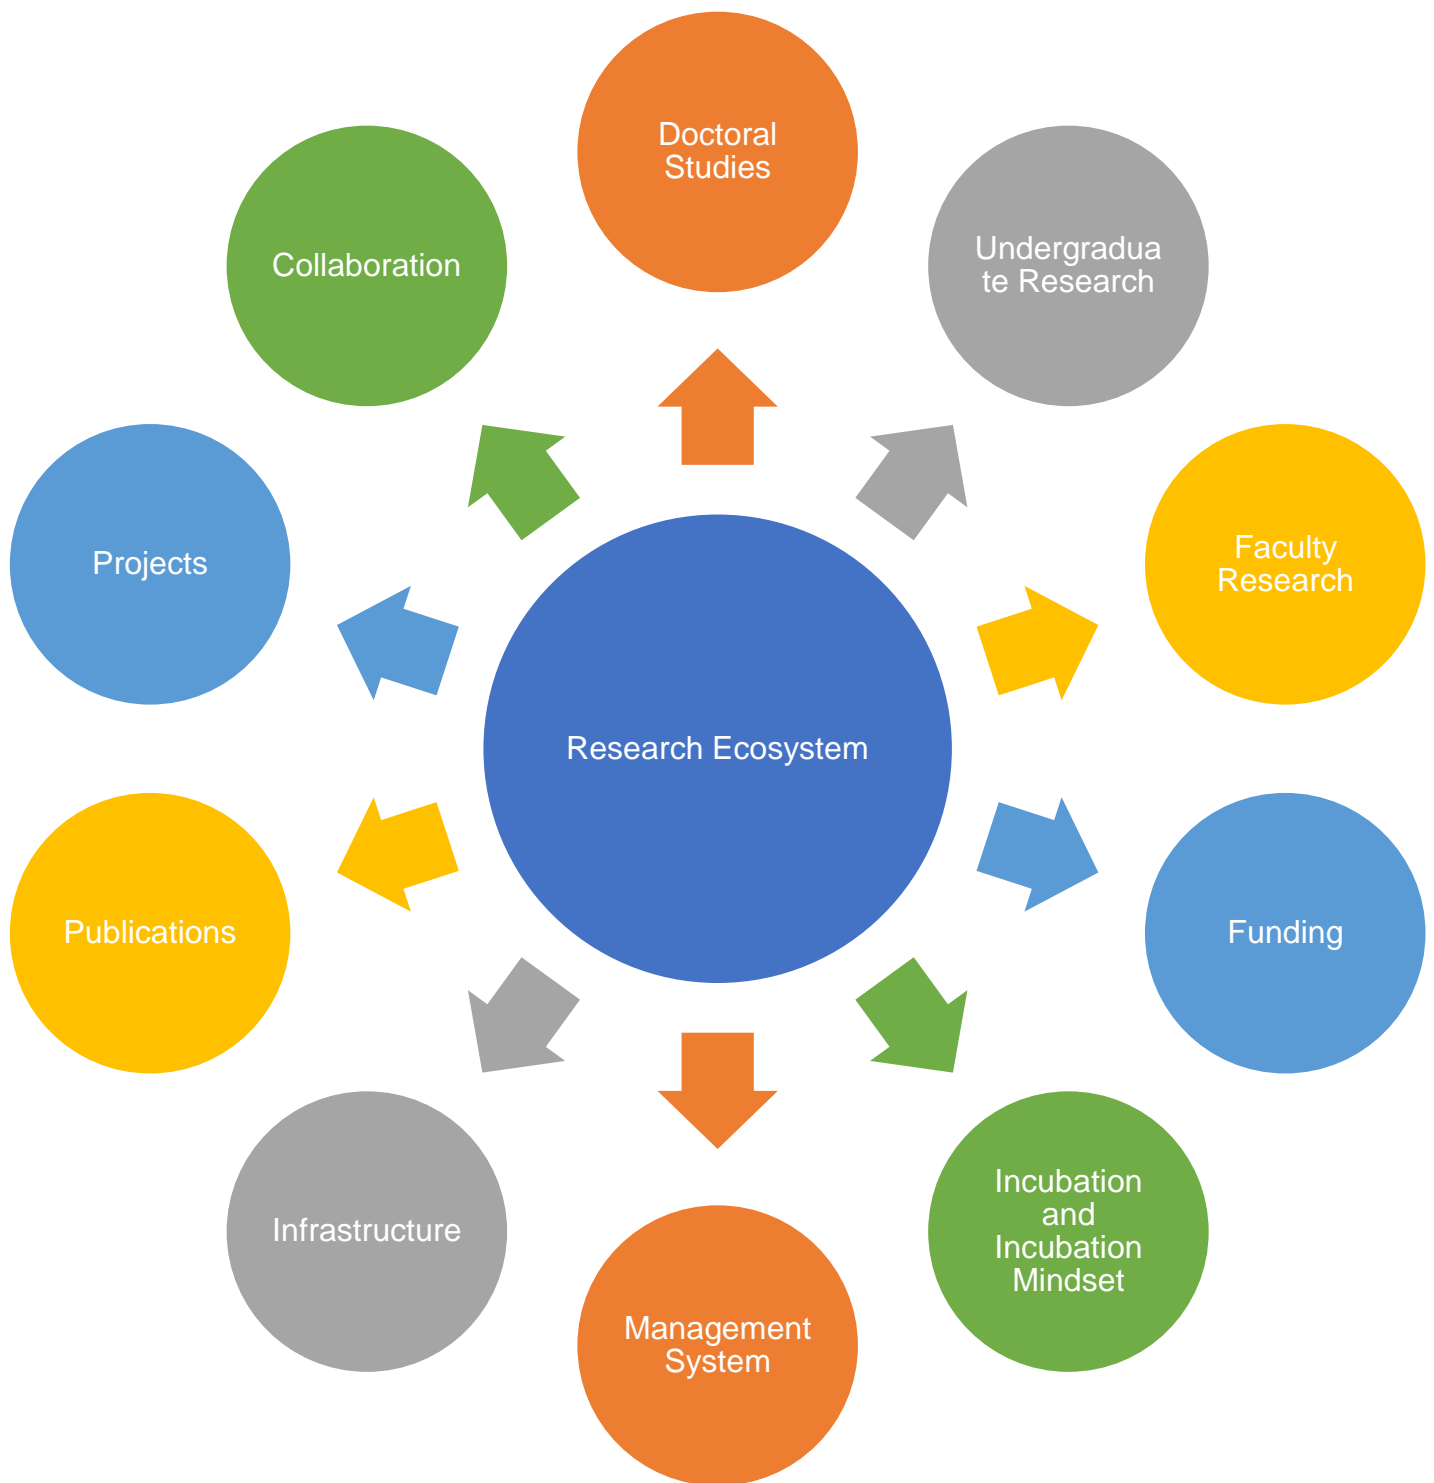 Doctoral
Studies
Undergradua
te Research
Faculty
Research
Funding
Incubation
and
Incubation
Mindset
Management
System
Infrastructure
Publications
Projects
Collaboration
Research Ecosystem